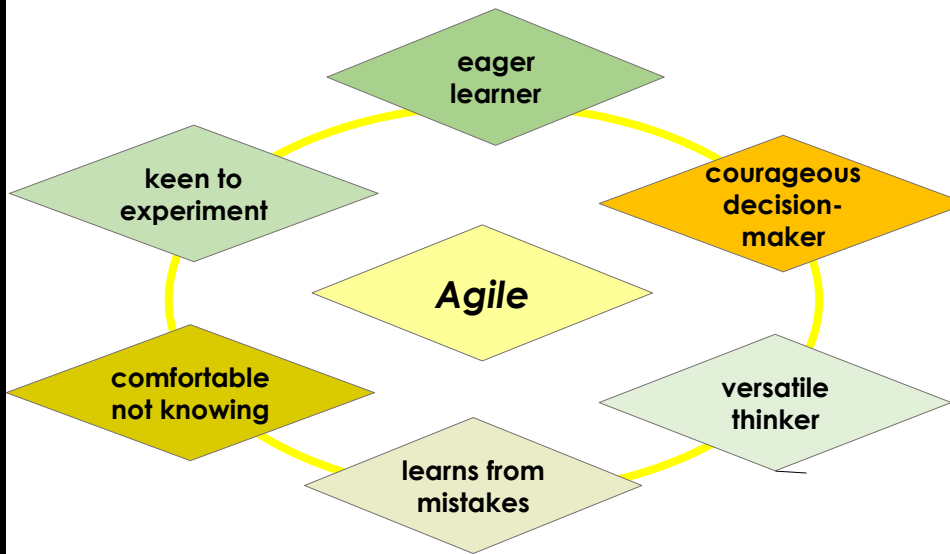 eager
learner
keen to
experiment
courageous
decision-
maker
Agile
comfortable
not knowing
versatile
thinker
learns from
mistakes